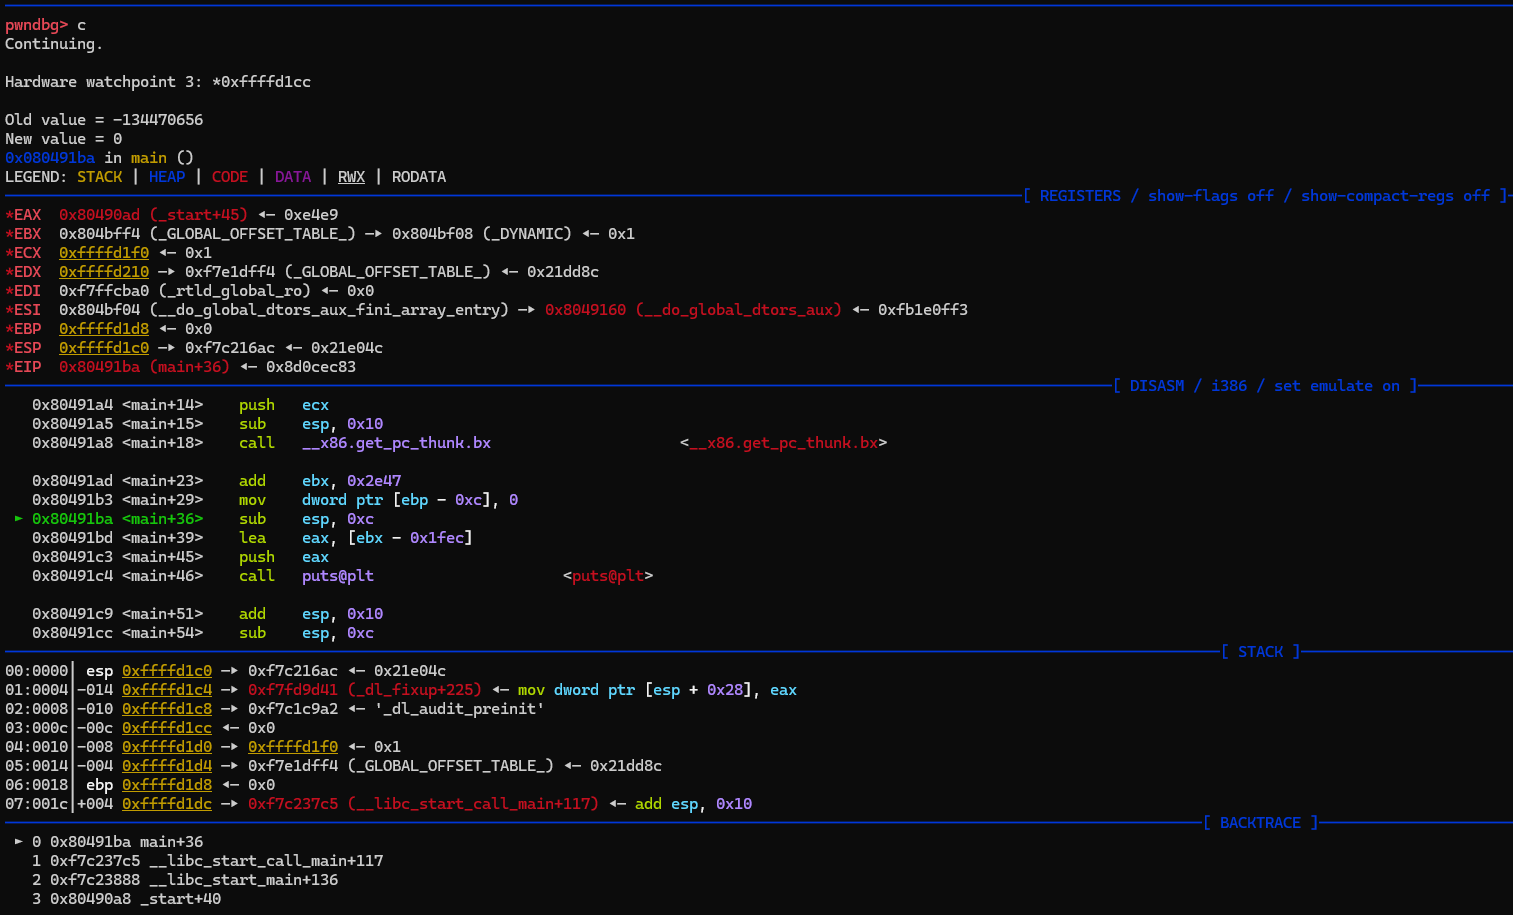 pwndbg> c
Continuing.
Hardware watchpoint 3: *0xffffd1cc
Old value = -134470656
New value = 0
0x080491ba in main ()
LEGEND: STACK | HEAP | CODE | DATA | RWX | RODATA
[ REGISTERS / show-flags off / show-compact-regs off ]
*EAX  0x80490ad (_start+45) ◂— 0xe4e9
*EBX  0x804bff4 (_GLOBAL_OFFSET_TABLE_) —▸ 0x804bf08 (_DYNAMIC) ◂— 0x1
*ECX  0xffffd1f0 ◂— 0x1
*EDX  0xffffd210 —▸ 0xf7e1dff4 (_GLOBAL_OFFSET_TABLE_) ◂— 0x21dd8c
*EDI  0xf7ffcba0 (_rtld_global_ro) ◂— 0x0
*ESI  0x804bf04 (__do_global_dtors_aux_fini_array_entry) —▸ 0x8049160 (__do_global_dtors_aux) ◂— 0xfb1e0ff3
*EBP  0xffffd1d8 ◂— 0x0
*ESP  0xffffd1c0 —▸ 0xf7c216ac ◂— 0x21e04c
*EIP  0x80491ba (main+36) ◂— 0x8d0cec83
[ DISASM / i386 / set emulate on ]
0x80491a4 <main+14>    push   ecx
0x80491a5 <main+15>    sub    esp, 0x10
0x80491a8 <main+18>    call   __x86.get_pc_thunk.bx                     <__x86.get_pc_thunk.bx>
0x80491ad <main+23>    add    ebx, 0x2e47
0x80491b3 <main+29>    mov    dword ptr [ebp - 0xc], 0
► 0x80491ba <main+36>    sub    esp, 0xc
0x80491bd <main+39>    lea    eax, [ebx - 0x1fec]
0x80491c3 <main+45>    push   eax
0x80491c4 <main+46>    call   puts@plt                     <puts@plt>
0x80491c9 <main+51>    add    esp, 0x10
0x80491cc <main+54>    sub    esp, 0xc
[ STACK ]
00:0000│ esp 0xffffd1c0 —▸ 0xf7c216ac ◂— 0x21e04c
01:0004│-014 0xffffd1c4 —▸ 0xf7fd9d41 (_dl_fixup+225) ◂— mov dword ptr [esp + 0x28], eax
02:0008│-010 0xffffd1c8 —▸ 0xf7c1c9a2 ◂— '_dl_audit_preinit'
03:000c│-00c 0xffffd1cc ◂— 0x0
04:0010│-008 0xffffd1d0 —▸ 0xffffd1f0 ◂— 0x1
05:0014│-004 0xffffd1d4 —▸ 0xf7e1dff4 (_GLOBAL_OFFSET_TABLE_) ◂— 0x21dd8c
06:0018│ ebp 0xffffd1d8 ◂— 0x0
07:001c│+004 0xffffd1dc —▸ 0xf7c237c5 (__libc_start_call_main+117) ◂— add esp, 0x10
[ BACKTRACE ]
► 0 0x80491ba main+36
1 0xf7c237c5 __libc_start_call_main+117
2 0xf7c23888 __libc_start_main+136
3 0x80490a8 _start+40